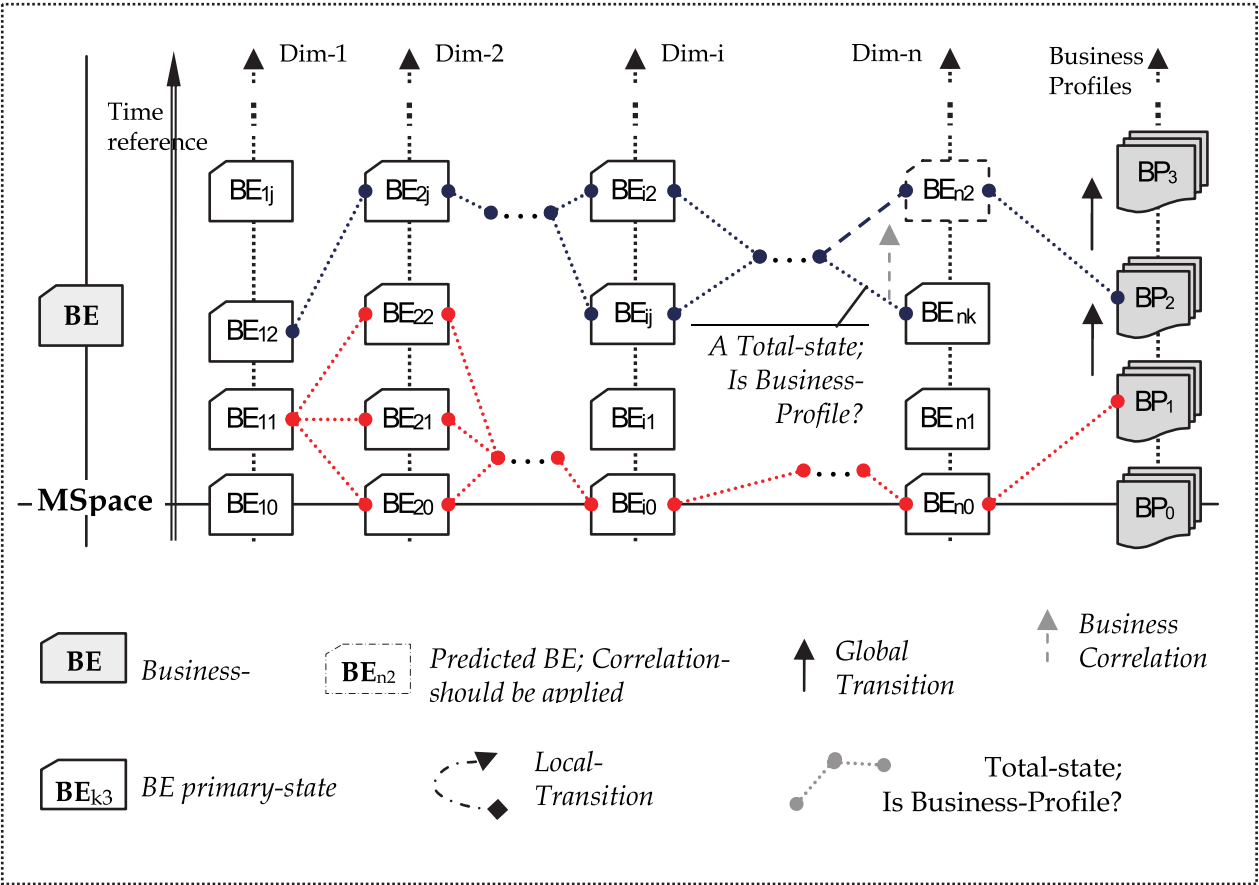 Dim-1
Dim-2
Dim-i
Dim-n
Business
Profiles
Time
reference
BE1j
BE2j
BEi2
BEn2
BP3
BE
BE12
BE22
BEij
BEnk
BP2
A Total-state;
Is Business-
Profile?
BE11
BE21
BEi1
BEn1
BP1
MSpace
BE10
BE20
BEi0
BEn0
BP0
BE
Business-
BEn2
Predicted BE; Correlation-
should be applied
Global
Transition
Business
Correlation
BEk3
BE primary-state
Local-
Transition
Total-state;
Is Business-Profile?